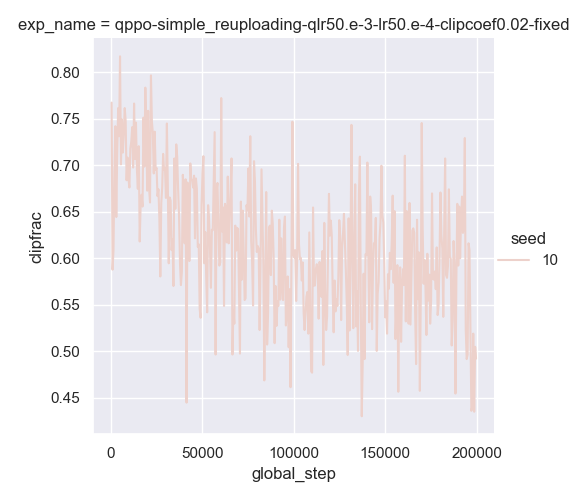 exp_name = qppo-simple_reuploading-qlr50.e-3-lr50.e-4-clipcoef0.02-fixed
0.80
0.75
0.70
0.65
0.60
0.55
0.50
0.45
clipfrac
seed
10
0 50000 100000 150000 200000
global_step